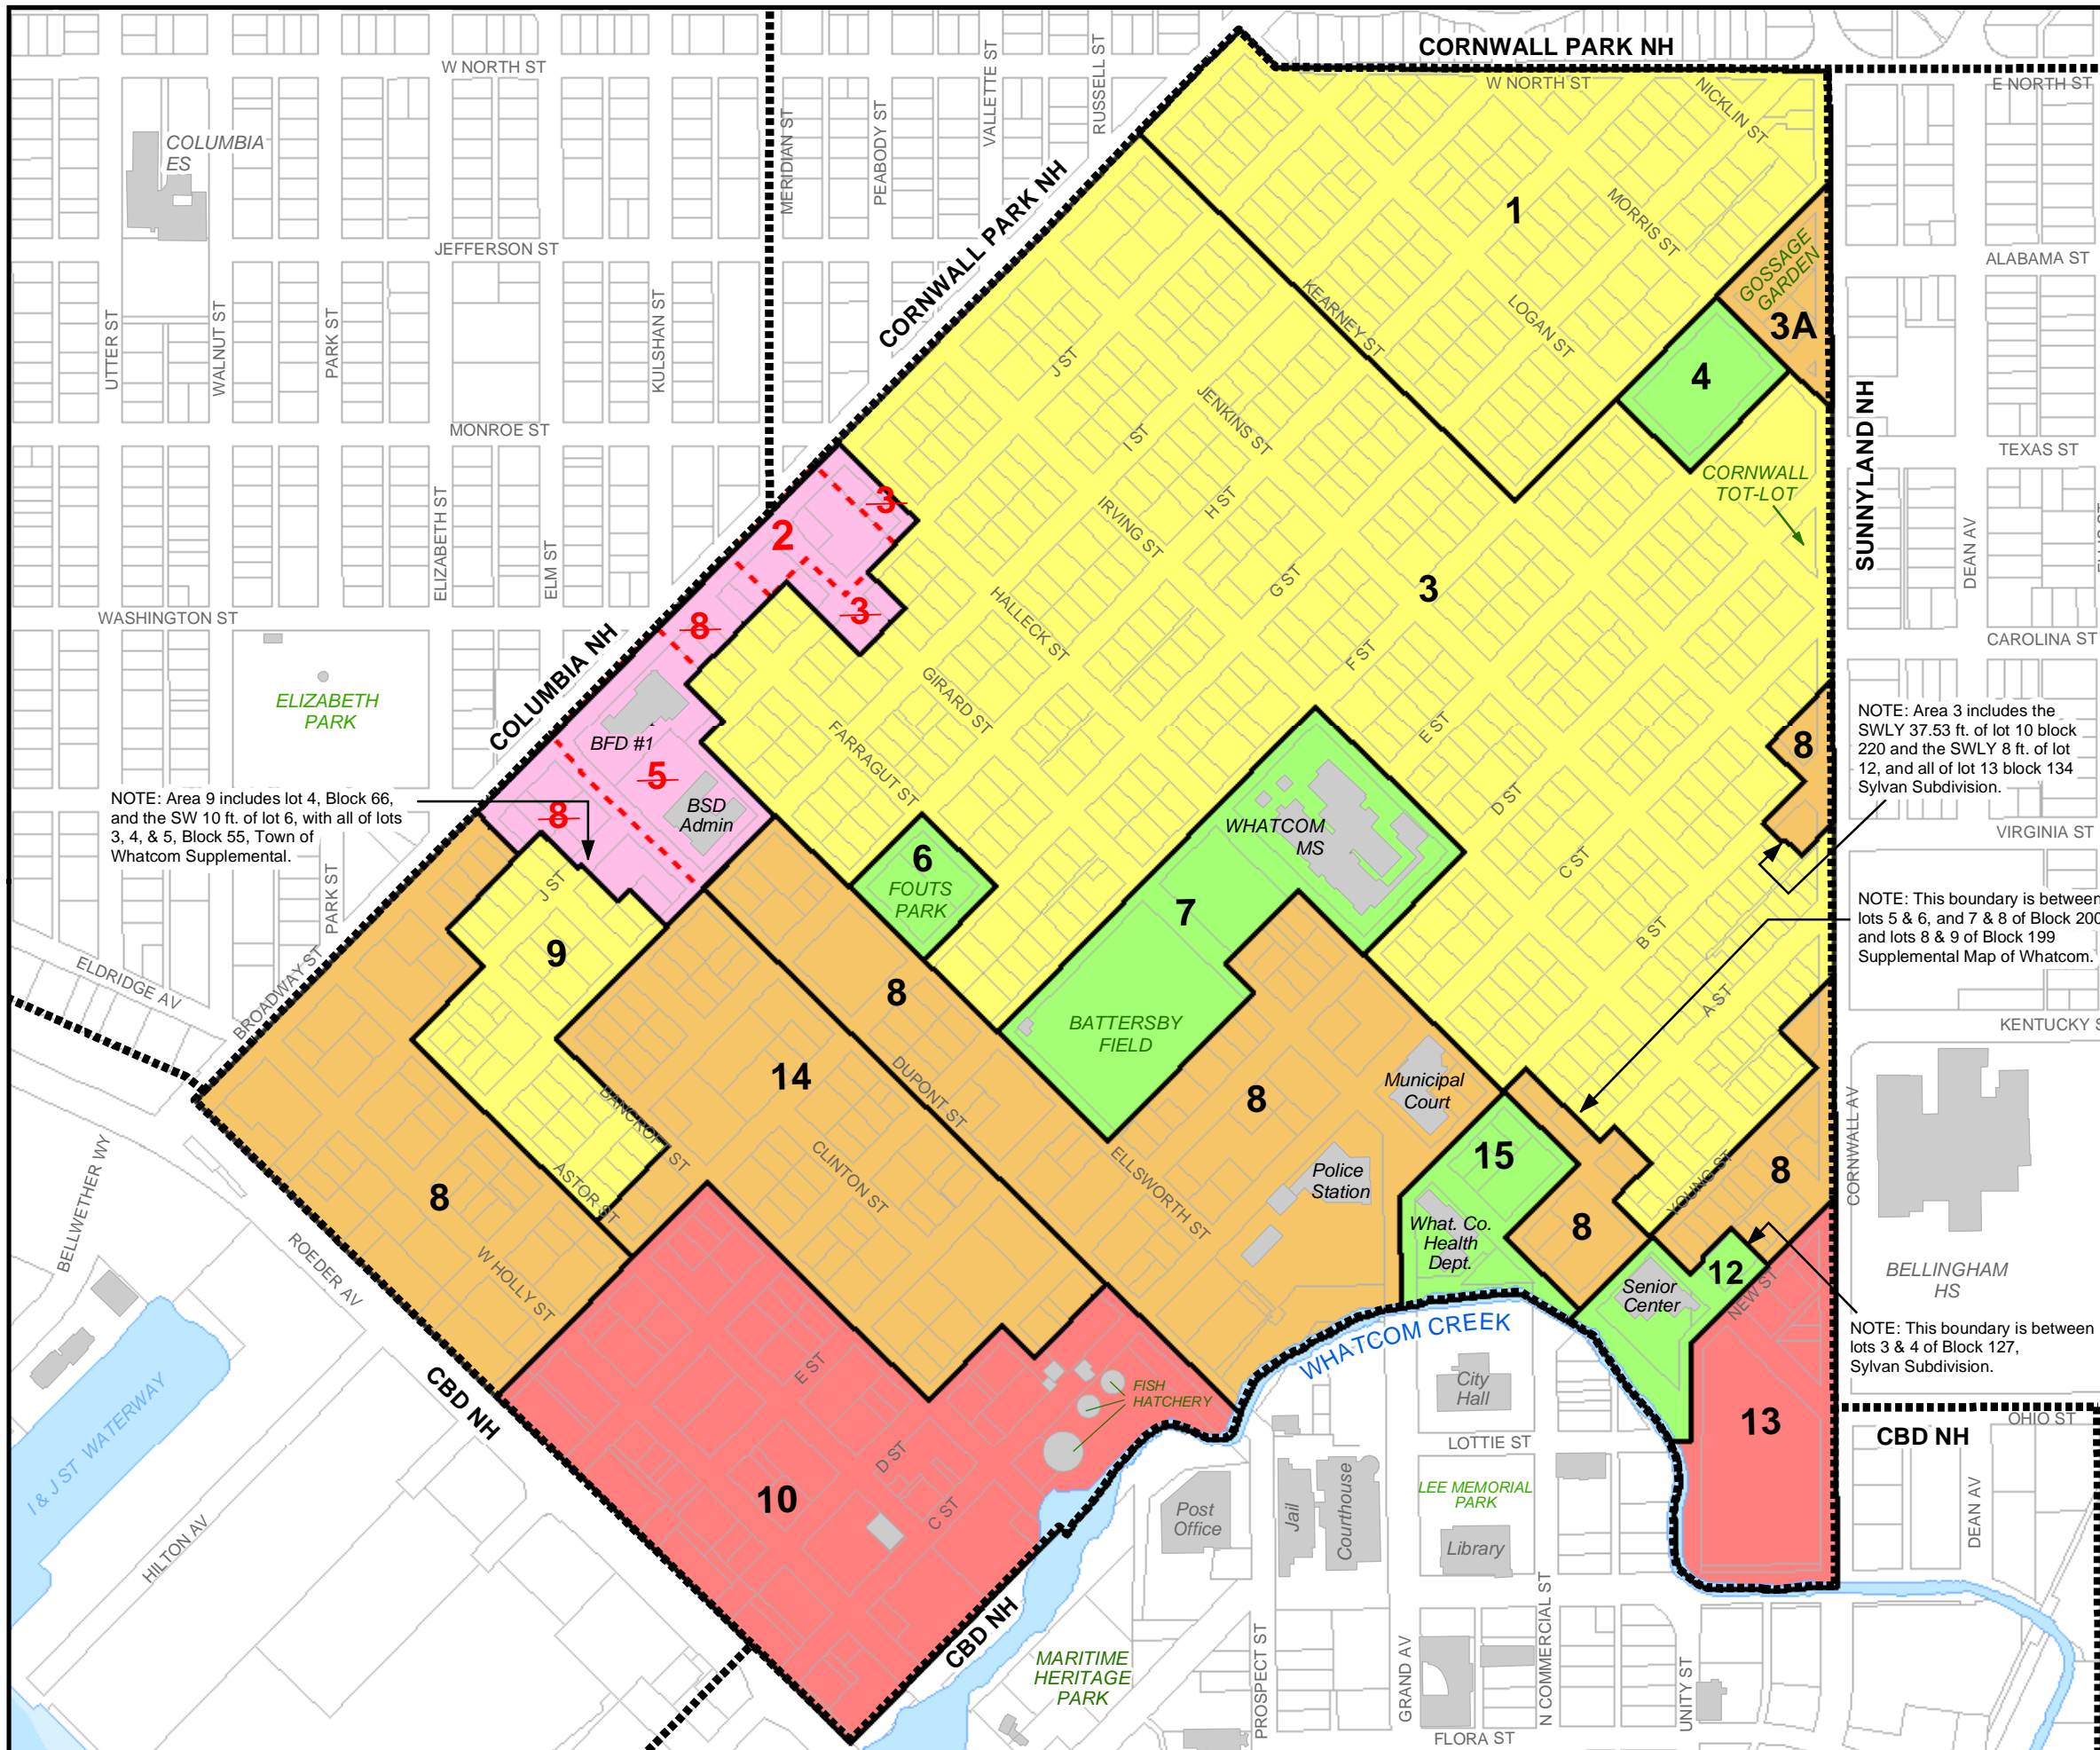 CORNWALL PARK NH
W NORTH ST
W NORTH ST
E NORTH ST
NICKLIN ST
VALLETTE ST
RUSSELL ST
PEABODY ST
MERIDIAN ST
COLUMBIA
ES
CORNWALL PARK NH
1
MORRIS ST
JEFFERSON ST
ALABAMA ST
GOSSAGE
GARDEN
3A
KEARNEY ST
LOGAN ST
UTTER ST
WALNUT ST
PARK ST
KULSHAN ST
J ST
4
JENKINS ST
SUNNYLAND NH
MONROE ST
I ST
TEXAS ST
CORNWALL
TOT-LOT
3
2
H ST
IRVING ST
ELIZABETH ST
ELM ST
DEAN AV
G ST
3
3
8
HALLECK ST
WASHINGTON ST
CAROLINA ST
F ST
COLUMBIA NH
ELIZABETH
PARK
GIRARD ST
E ST
BFD #1
5
FARRAGUT ST
8
NOTE: Area 3 includes the
SWLY 37.53 ft. of lot 10 block
220 and the SWLY 8 ft. of lot
12, and all of lot 13 block 134
Sylvan Subdivision.
NOTE: Area 9 includes lot 4, Block 66,
and the SW 10 ft. of lot 6, with all of lots
3, 4, & 5, Block 55, Town of
Whatcom Supplemental.
8
BSD
Admin
D ST
WHATCOM
MS
VIRGINIA ST
C ST
6
FOUTS
PARK
7
J ST
PARK ST
B ST
NOTE: This boundary is between
lots 5 & 6, and 7 & 8 of Block 200
and lots 8 & 9 of Block 199
Supplemental Map of Whatcom.
9
ELDRIDGE AV
BROADWAY ST
8
A ST
BATTERSBY
FIELD
KENTUCKY S
14
DUPONT ST
8
Municipal
Court
BANCROFT ST
CORNWALL AV
15
CLINTON ST
ELLSWORTH ST
Police
Station
YOUNG ST
8
ASTOR ST
8
BELLWETHER WY
What. Co.
Health
Dept.
8
ROEDER AV
W HOLLY ST
12
Senior
Center
NEW ST
BELLINGHAM
HS
WHATCOM CREEK
NOTE: This boundary is between
lots 3 & 4 of Block 127,
Sylvan Subdivision.
E ST
FISH
HATCHERY
City
Hall
CBD NH
13
OHIO ST
CBD NH
LOTTIE ST
I & J ST WATERWAY
D ST
10
C ST
LEE MEMORIAL
PARK
Post
Office
Jail
Courthouse
Library
DEAN AV
HILTON AV
CBD NH
MARITIME
HERITAGE
PARK
PROSPECT ST
GRAND AV
N COMMERCIAL ST
UNITY ST
FLORA ST